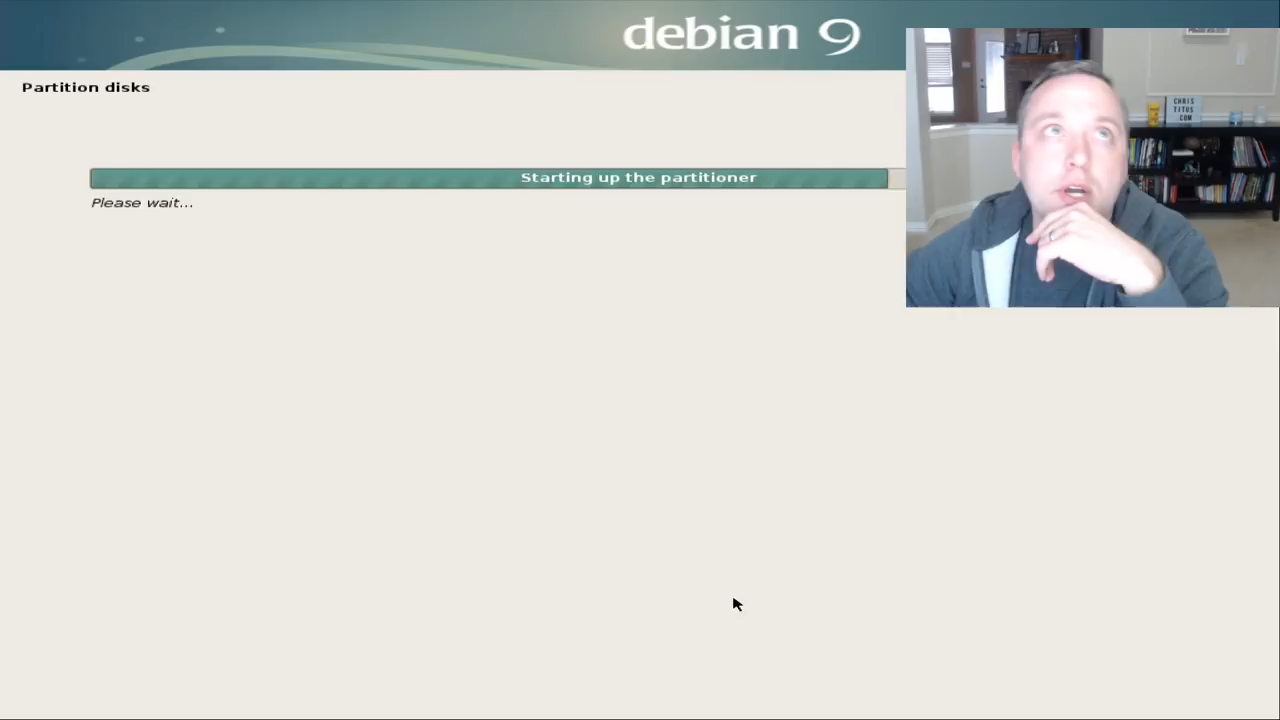 debian 9
Partition disks
Starting up the partitioner
Please wait...
CHRIS
TITUS
COM